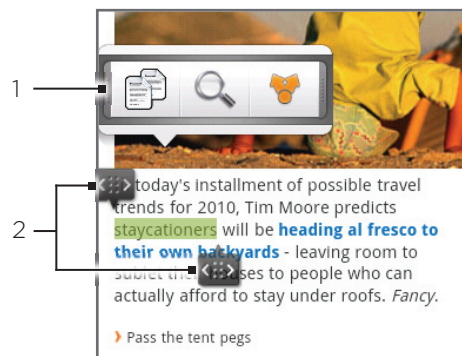 1
today's installment of possible travel
trends for 2010, Tim Moore predicts
2
staycationers will be heading al fresco to
their own backyards - leaving room to
sublet their houses to people who can
actually afford to stay under roofs. Fancy.
Pass the tent pegs